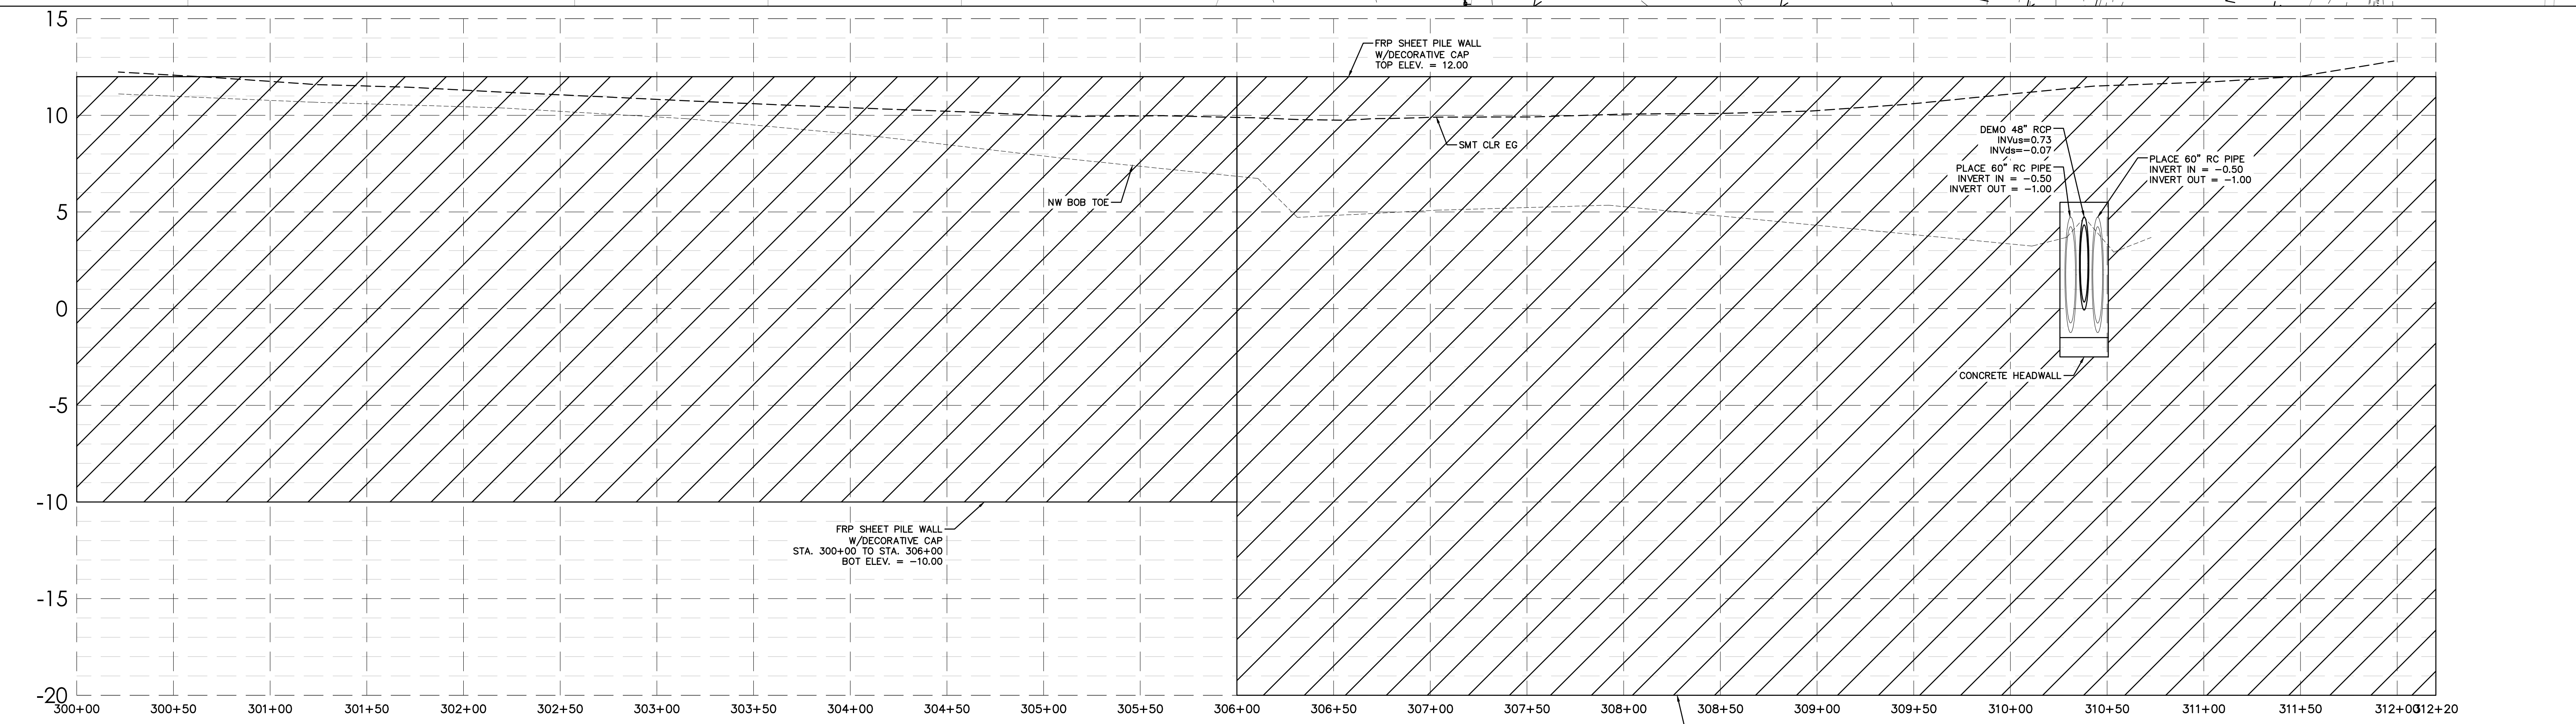 15
FRP SHEET PILE WALL
W/DECORATIVE CAP
TOP ELEV. = 12.00
10
SMT CLR EG
DEMO 48" RCP
INVus=0.73
INVds=-0.07
PLACE 60" RC PIPE
INVERT IN = -0.50
INVERT OUT = -1.00
PLACE 60" RC PIPE
INVERT IN = -0.50
INVERT OUT = -1.00
NW BOB TOE
5
0
CONCRETE HEADWALL
-5
-10
FRP SHEET PILE WALL
W/DECORATIVE CAP
STA. 300+00 TO STA. 306+00
BOT ELEV. = -10.00
-15
-20
300+00 300+50 301+00 301+50 302+00 302+50 303+00 303+50 304+00 304+50 305+00 305+50 306+00 306+50 307+00 307+50 308+00 308+50 309+00 309+50 310+00 310+50 311+00 311+50 312+00 312+20